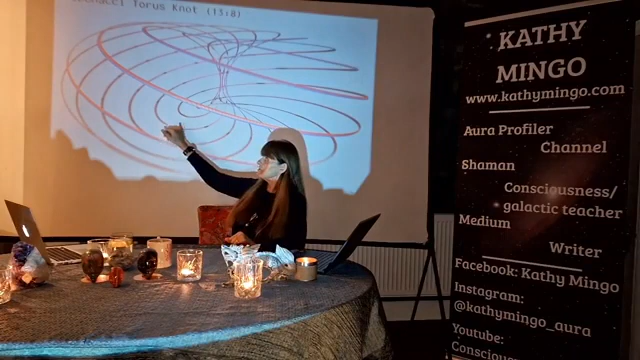 Torus Knot (13:8)
KATHY
MINGO
www.kathymingo.com
Aura Profiler
Channel
Shaman
Consciousness/
galactic teacher
Medium
Writer
Facebook: Kathy Mingo
Instagram:
@kathymingo_aura
Youtube: